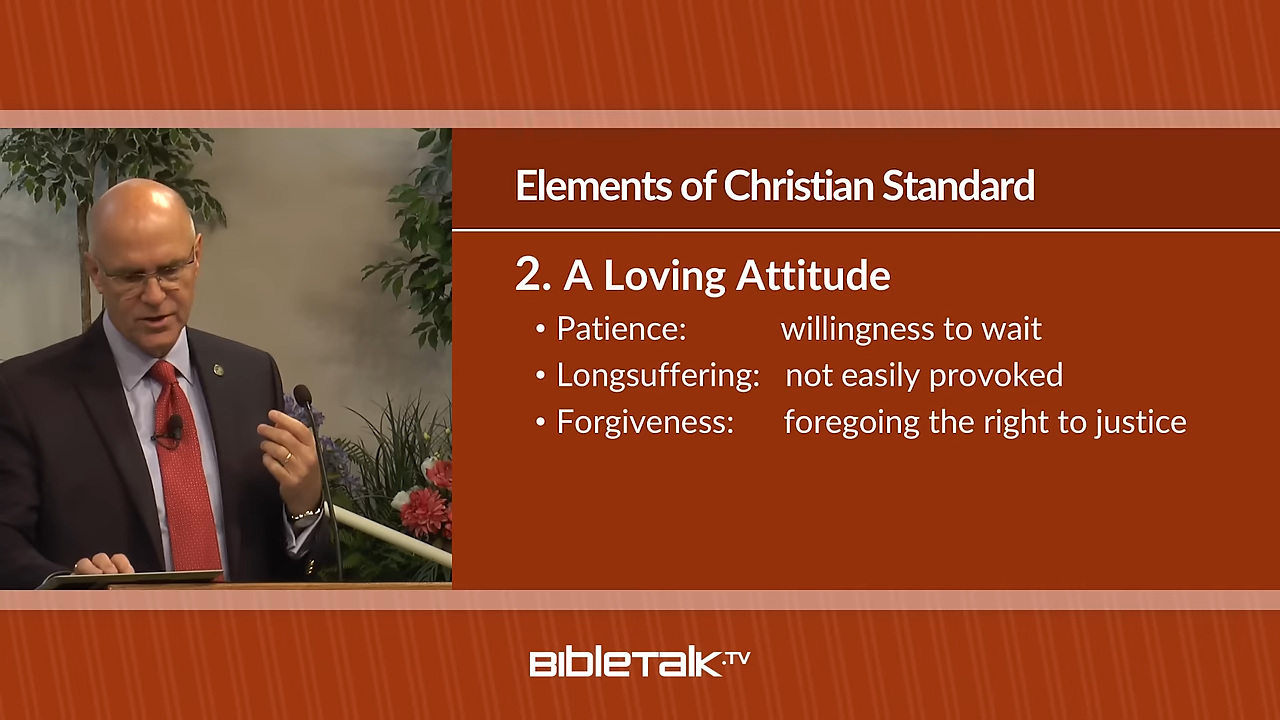 Elements of Christian Standard
2. A Loving Attitude
• Patience: willingness to wait
• Longsuffering: not easily provoked
• Forgiveness: foregoing the right to justice
BIBLETALK.TV